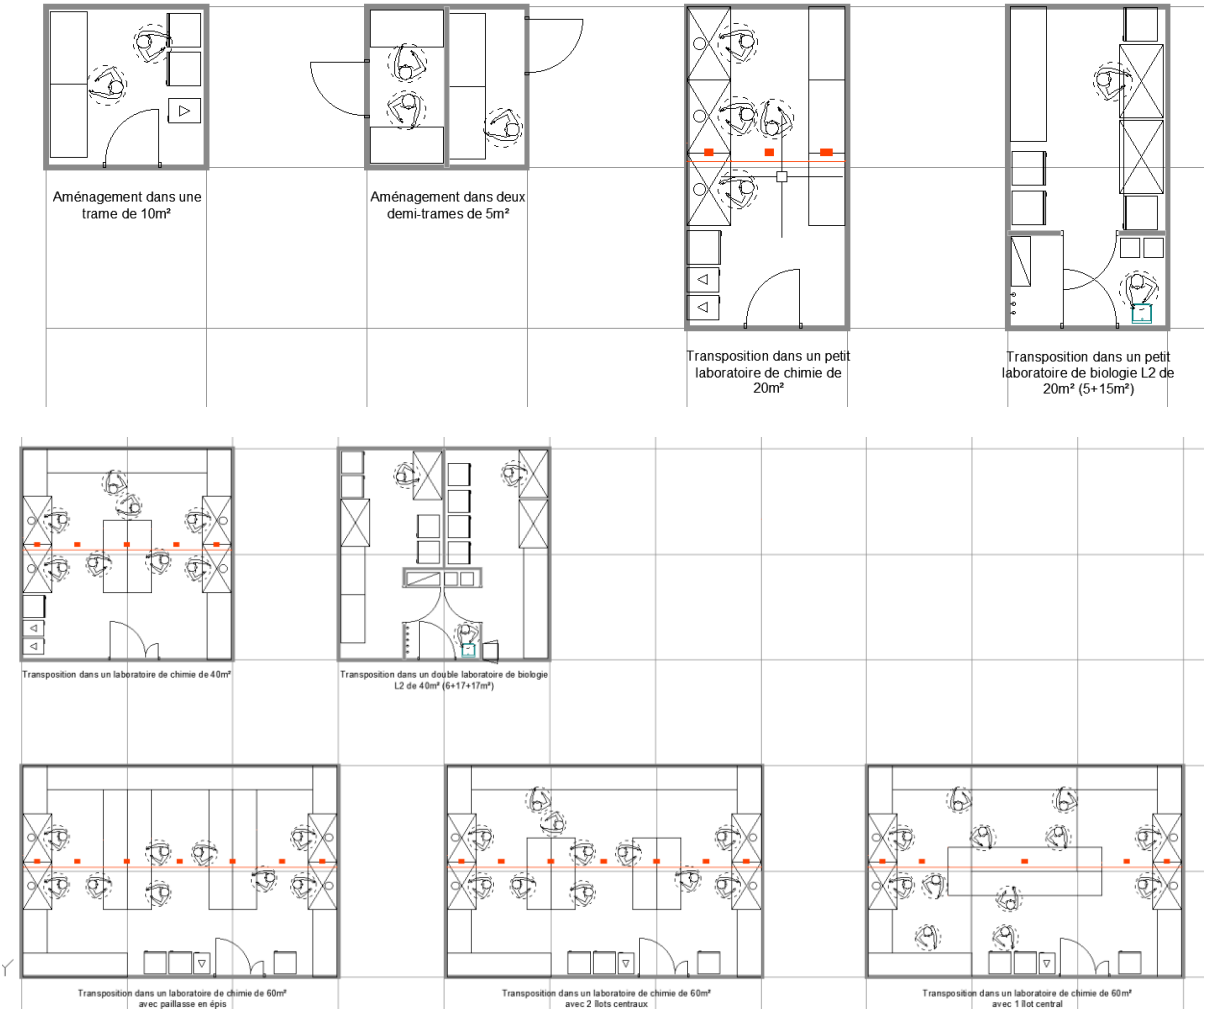 Aménagement dans une
trame de 10m²
Aménagement dans deux
demi-trames de 5m²
Transposition dans un petit
laboratoire de chimie de
20m²
Transposition dans un petit
laboratoire de biologie L2 de
20m² (5+15m²)
Transposition dans un laboratoire de chimie de 40m²
Transposition dans un double laboratoire de biologie
L2 de 40m² (6+17+17m²)
Y
Transposition dans un laboratoire de chimie de 60m²
avec paillasse en épis
Transposition dans un laboratoire de chimie de 60m²
avec 2 îlots centraux
Transposition dans un laboratoire de chimie de 60m²
avec 1 îlot central